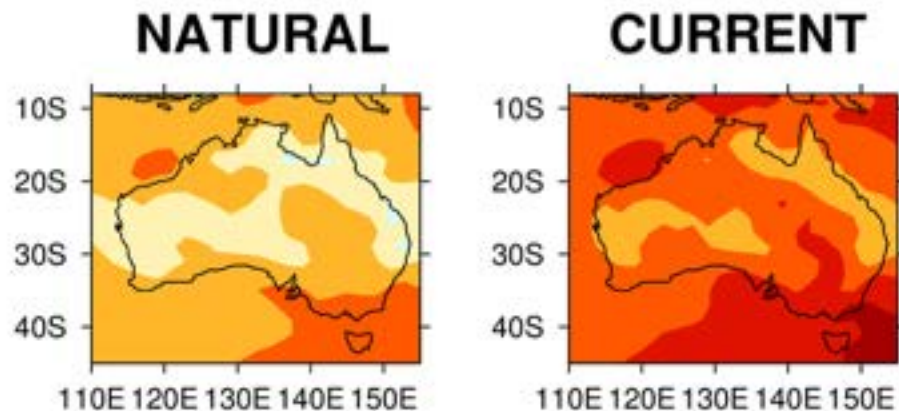 NATURAL CURRENT
10S 10S
20S 20S
30S 30S
40S 40S
110E 120E 130E 140E 150E 110E 120E 130E 140E 150E